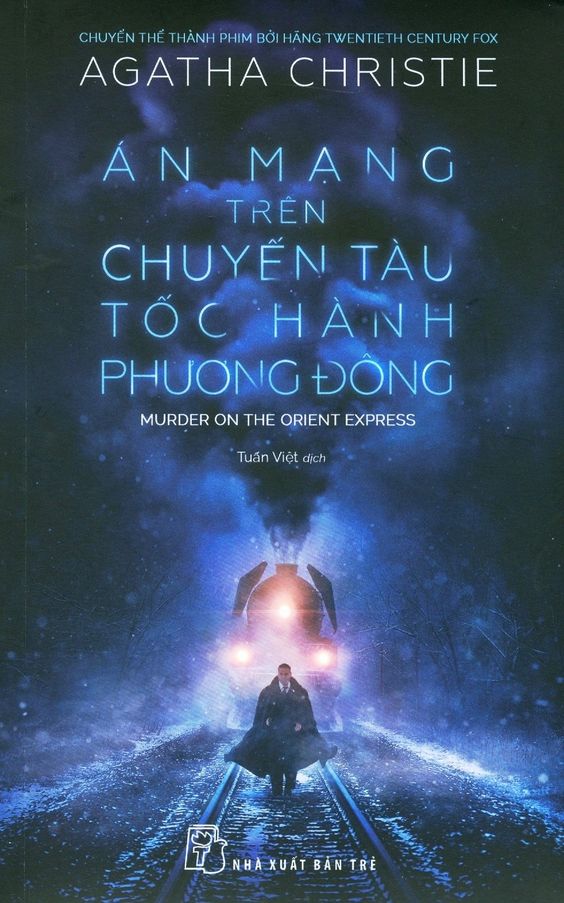 CHUYỂN THỂ THÀNH PHIM BỞI HÃNG TWENTIETH CENTURY FOX
AGATHA CHRISTIE
ÁN MẠNG
TRÊN
CHUYẾN TÀU
TỐC HÀNH
PHƯƠNG ĐÔNG
MURDER ON THE ORIENT EXPRESS
Tuấn Việt dịch
NHÀ XUẤT BẢN TRẺ